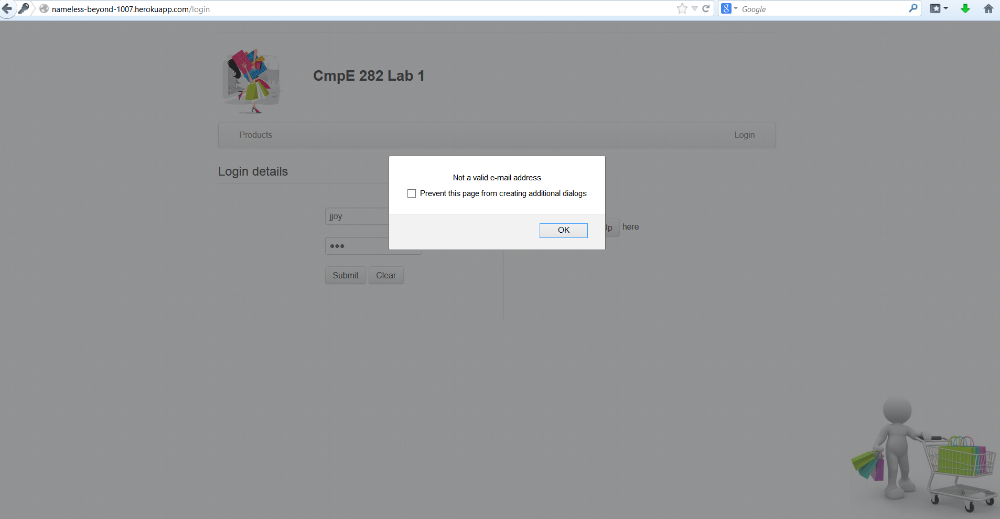 nameless-beyond-1007.herokuapp.com/login
Google
CmpE 282 Lab 1
Products
Login
Login details
Not a valid e-mail address
Prevent this page from creating additional dialogs
jjoy
OK
here
Submit
Clear